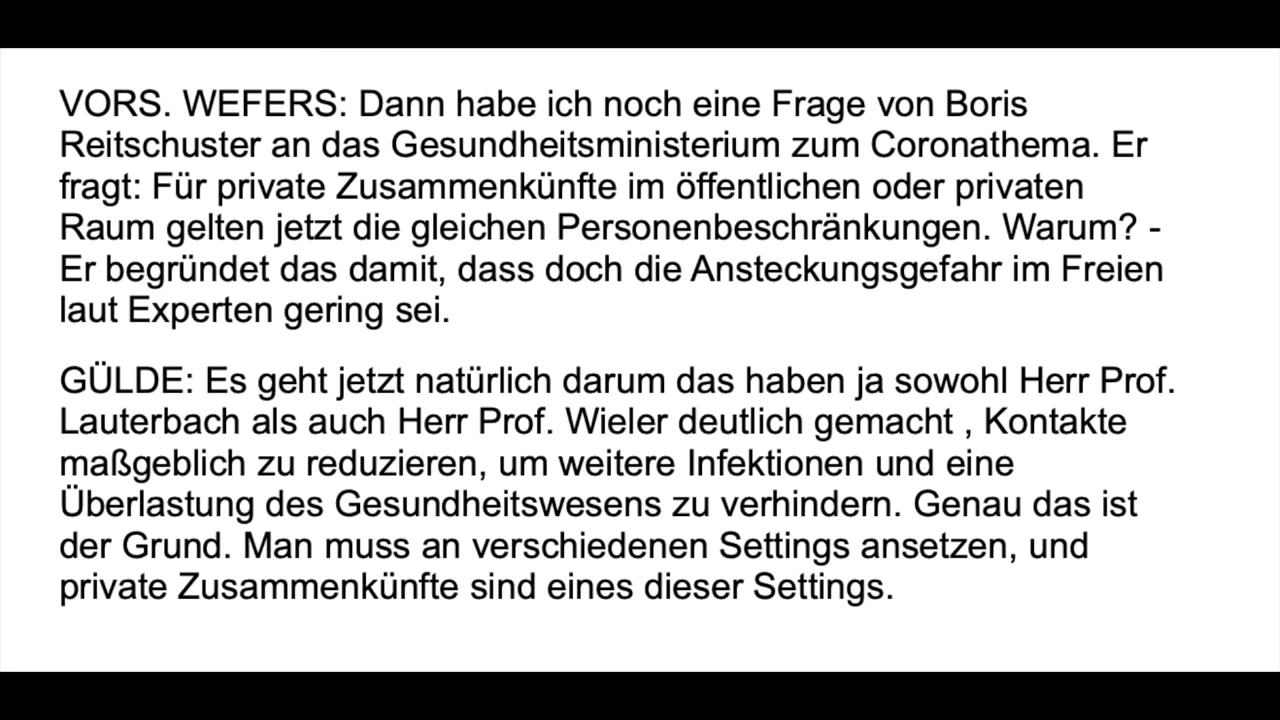 VORS. WEFERS: Dann habe ich noch eine Frage von Boris
Reitschuster an das Gesundheitsministerium zum Coronathema. Er
fragt: Für private Zusammenkünfte im öffentlichen oder privaten
Raum gelten jetzt die gleichen Personenbeschränkungen. Warum? -
Er begründet das damit, dass doch die Ansteckungsgefahr im Freien
laut Experten gering sei.
GÜLDE: Es geht jetzt natürlich darum das haben ja sowohl Herr Prof.
Lauterbach als auch Herr Prof. Wieler deutlich gemacht , Kontakte
maßgeblich zu reduzieren, um weitere Infektionen und eine
Überlastung des Gesundheitswesens zu verhindern. Genau das ist
der Grund. Man muss an verschiedenen Settings ansetzen, und
private Zusammenkünfte sind eines dieser Settings.